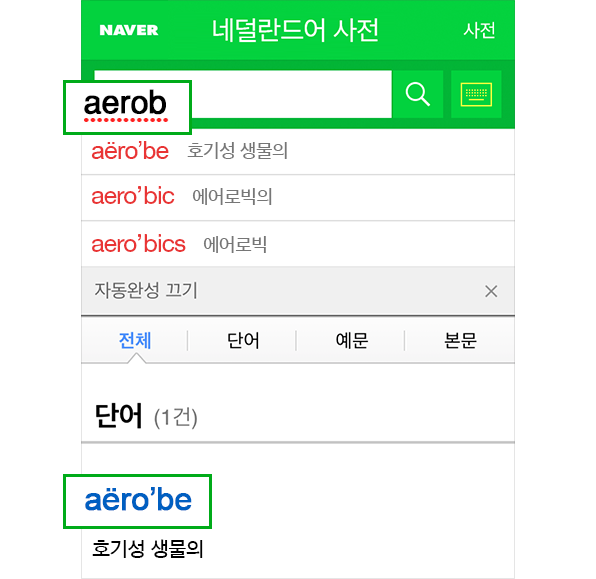 NAVER 네덜란드어 사전 사전
aerob
aëro’be 호기성 생물의
aero’bic 에어로빅의
aero’bics 에어로빅
자동완성 끄기 ×
전체 단어 예문 본문
단어 (1건)
aëro’be
호기성 생물의